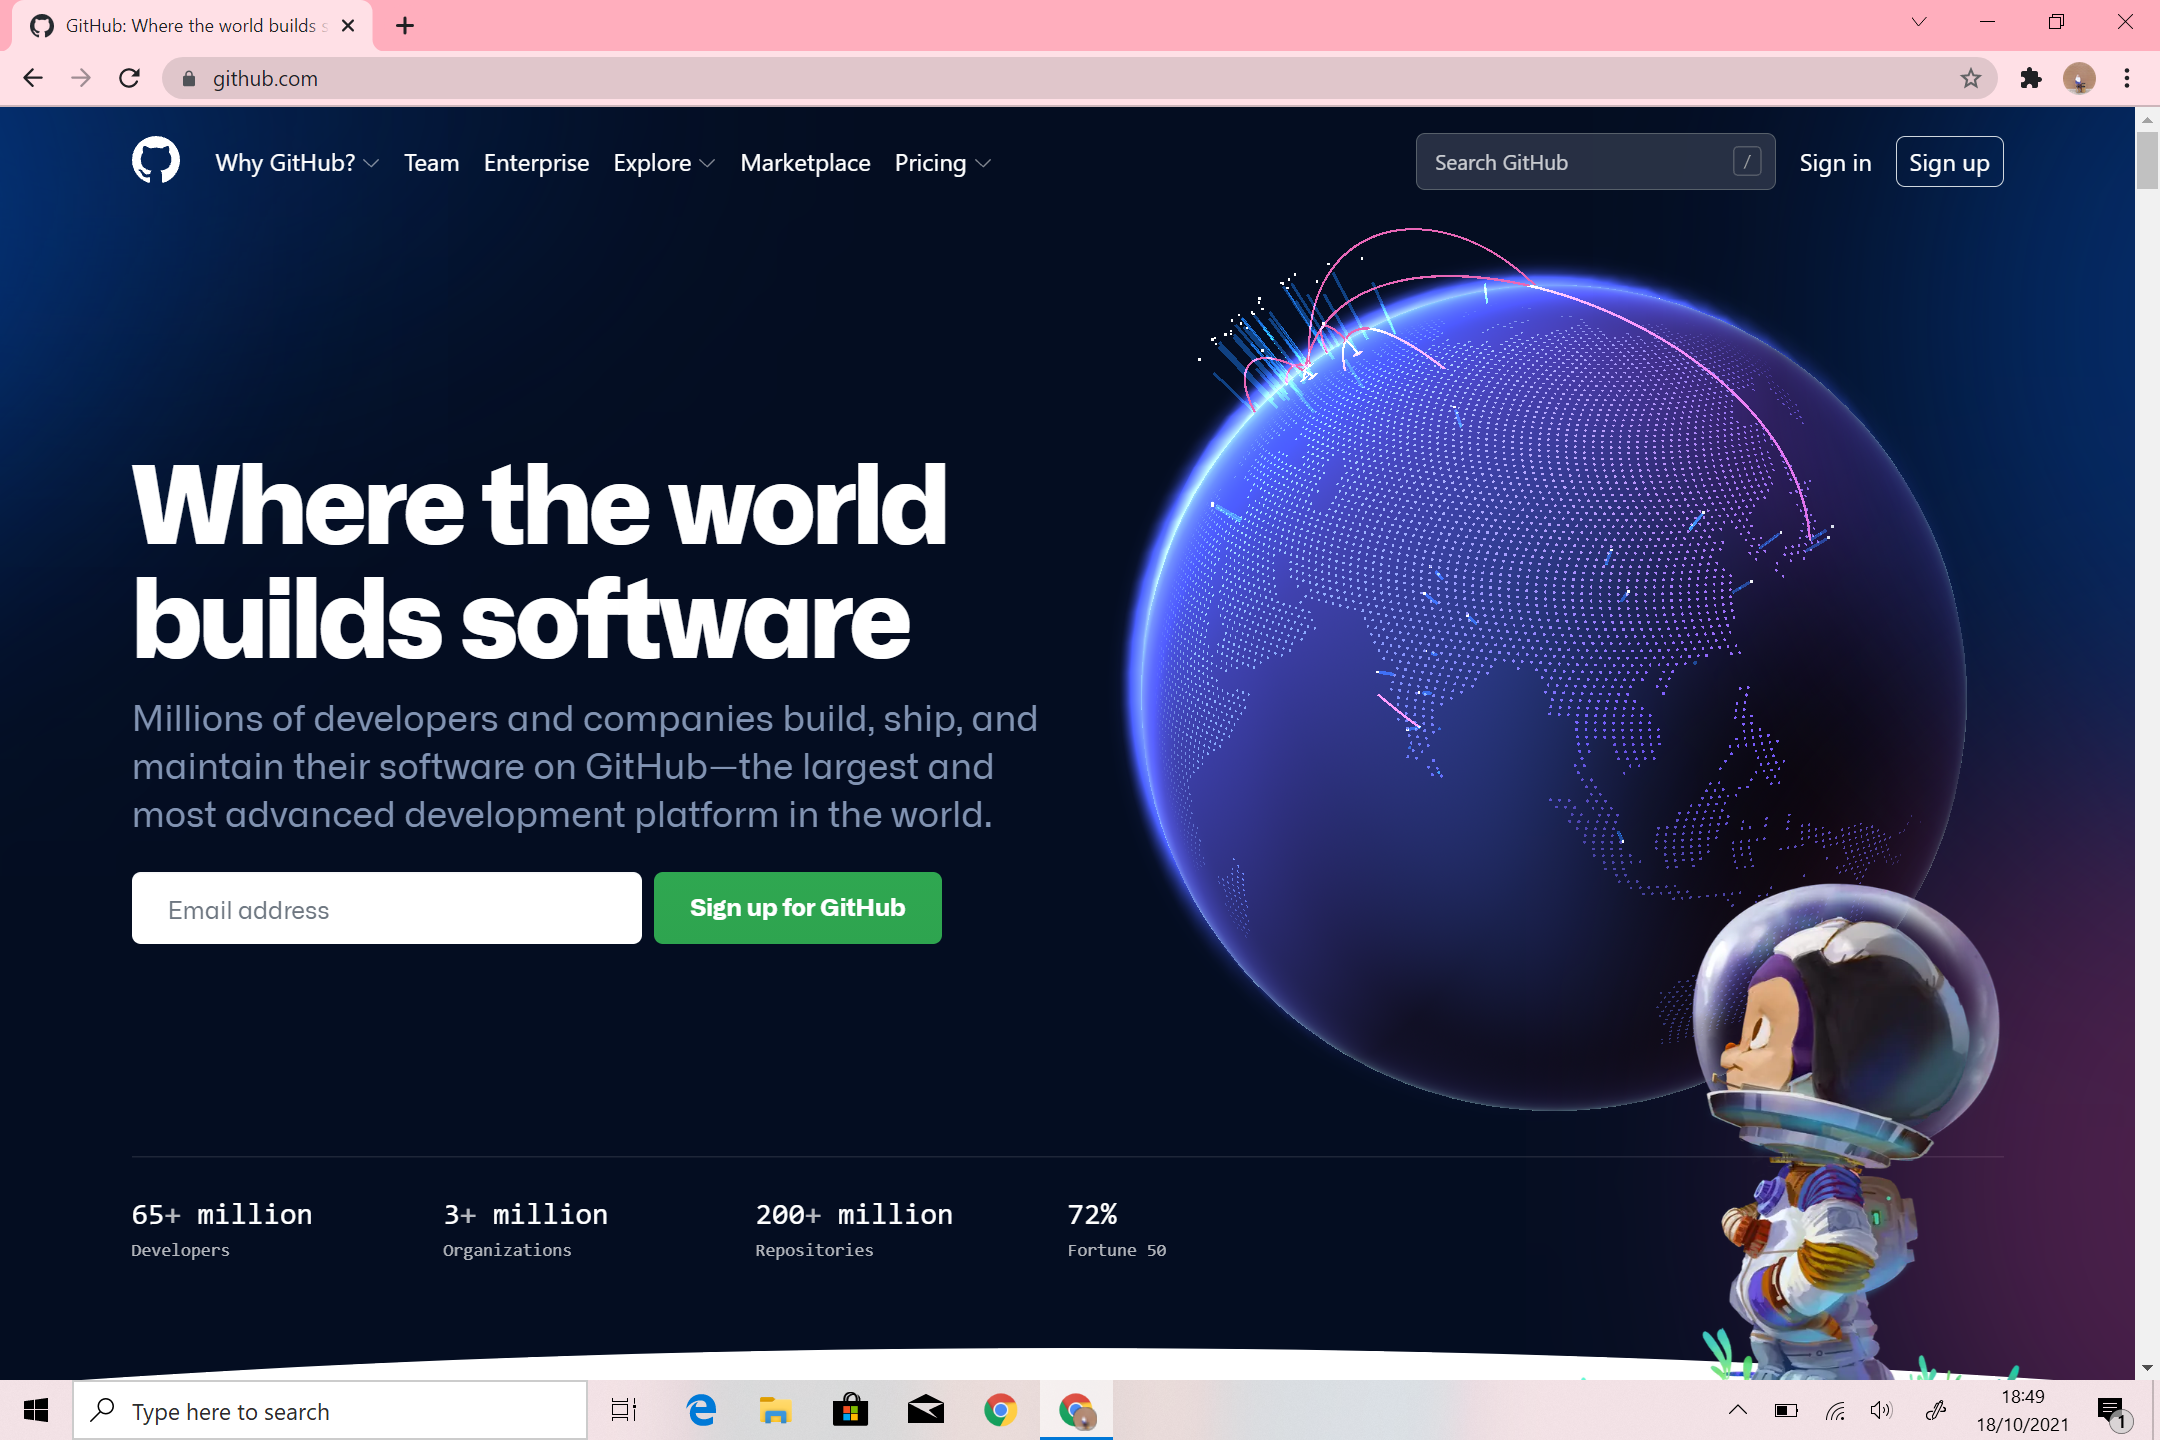 GitHub: Where the world builds s
github.com
Why GitHub? Team Enterprise Explore Marketplace Pricing Search GitHub / Sign in Sign up
Where the world
builds software
Millions of developers and companies build, ship, and
maintain their software on GitHub—the largest and
most advanced development platform in the world.
Email address Sign up for GitHub
65+ million 3+ million 200+ million 72%
Developers Organizations Repositories Fortune 50
Type here to search
18:49
18/10/2021
1